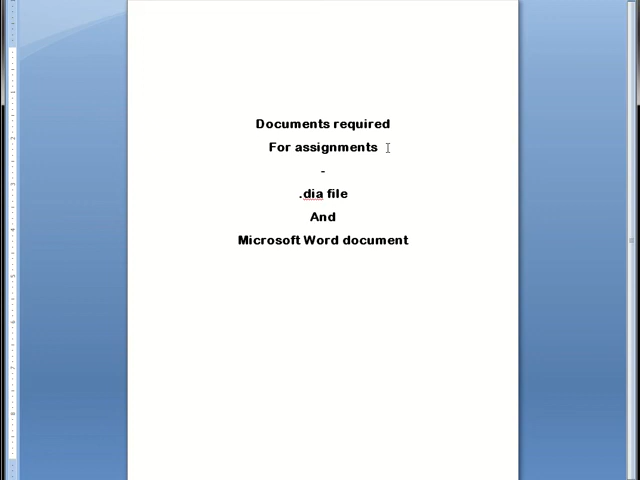 Documents required
For assignments
-
.dia file
And
Microsoft Word document